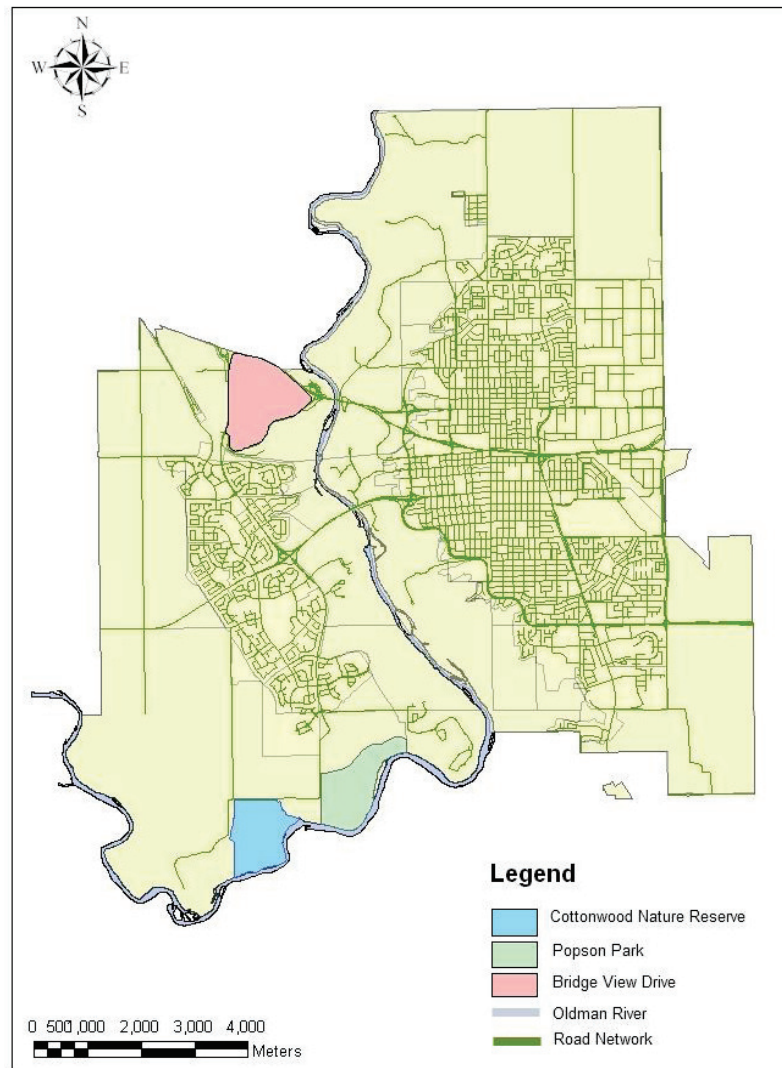 N
W E
S
Legend
Cottonwood Nature Reserve
Popson Park
Bridge View Drive
Oldman River
Road Network
0 5001,000 2,000 3,000 4,000
Meters